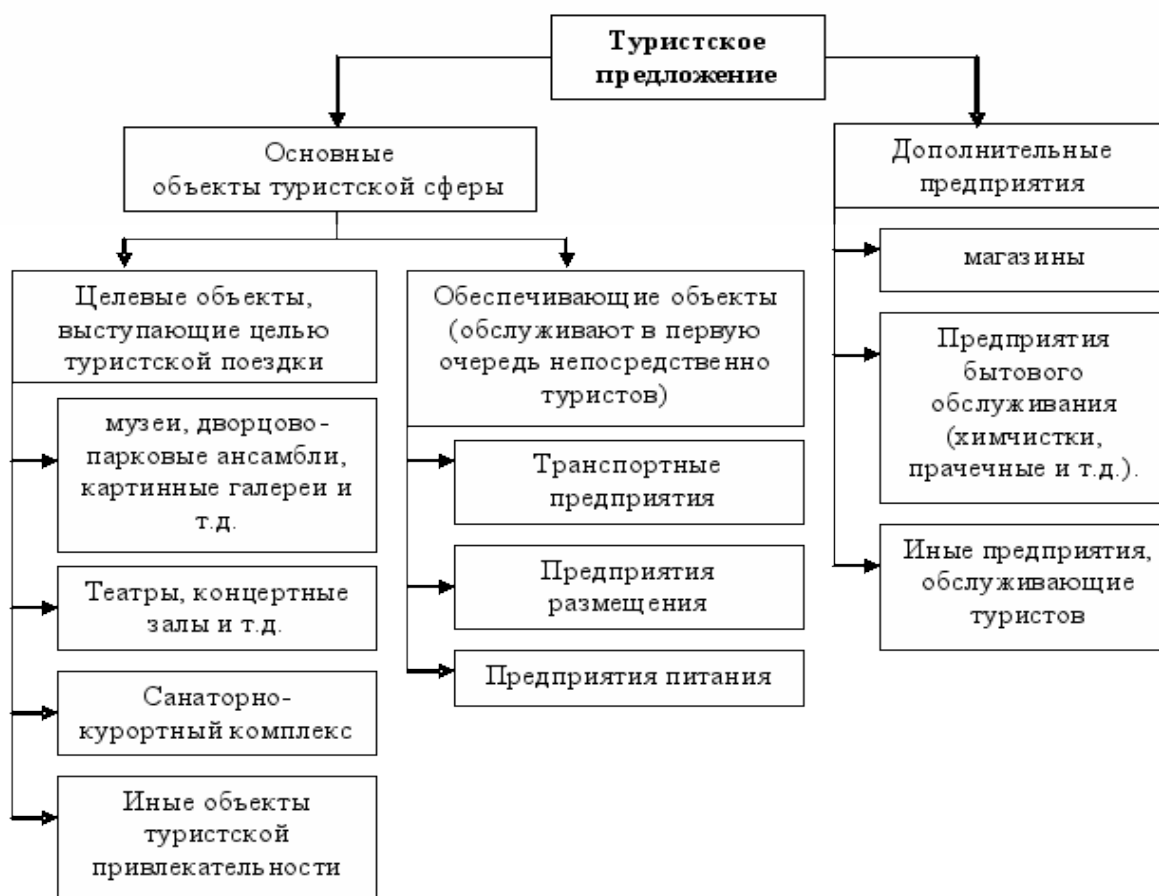 Туристское
предложение
Основные
объекты туристской сферы
Дополнительные
предприятия
Целевые объекты,
выступающие целью
туристской поездки
музеи, дворцово-
парковые ансамбли,
картинные галереи и
т.д.
Театры, концертные
залы и т.д.
Санаторно-
курортный комплекс
Иные объекты
туристской
привлекательности
Обеспечивающие объекты
(обслуживают в первую
очередь непосредственно
туристов)
Транспортные
предприятия
Предприятия
размещения
Предприятия питания
магазины
Предприятия
бытового
обслуживания
(химчистки,
прачечные и т.д.).
Иные предприятия,
обслуживающие
туристов